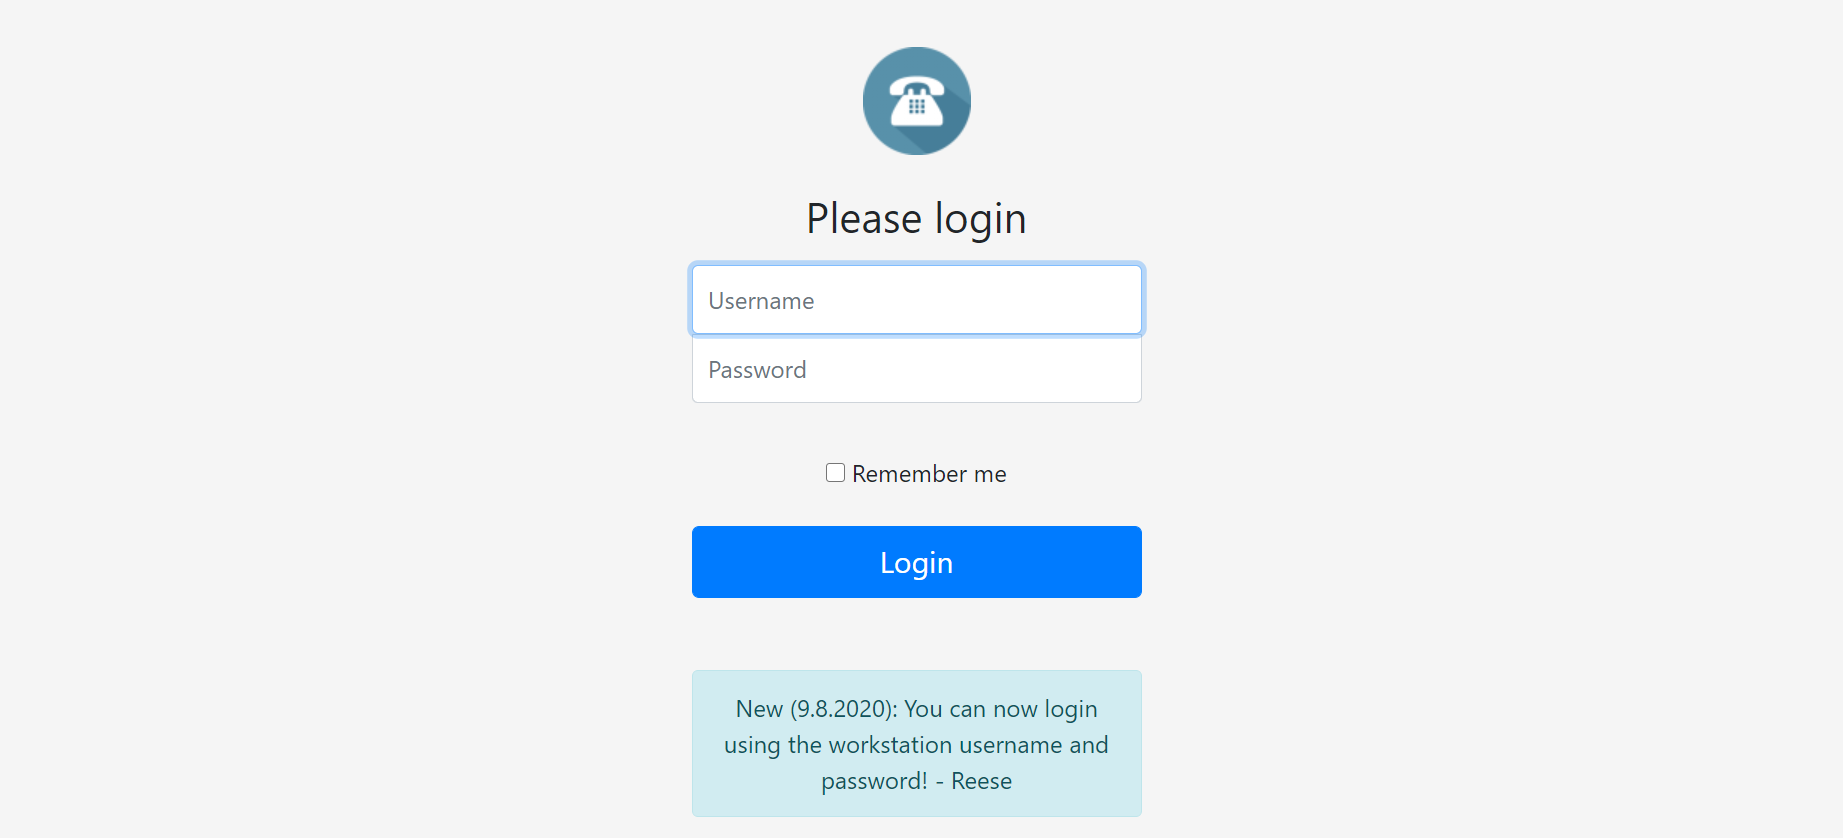 Please login
Username
Password
Remember me
Login
New (9.8.2020): You can now login
using the workstation username and
password! - Reese